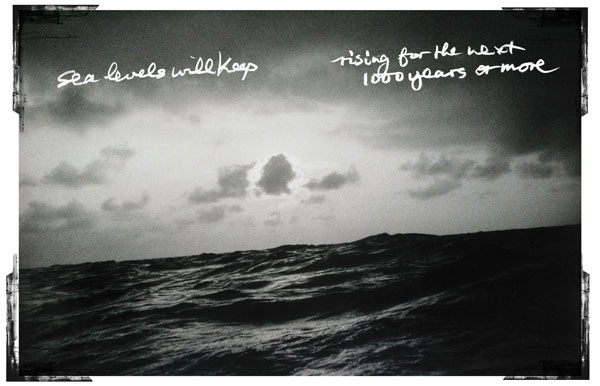 sea levels will keep
rising for the next
1000 years or more